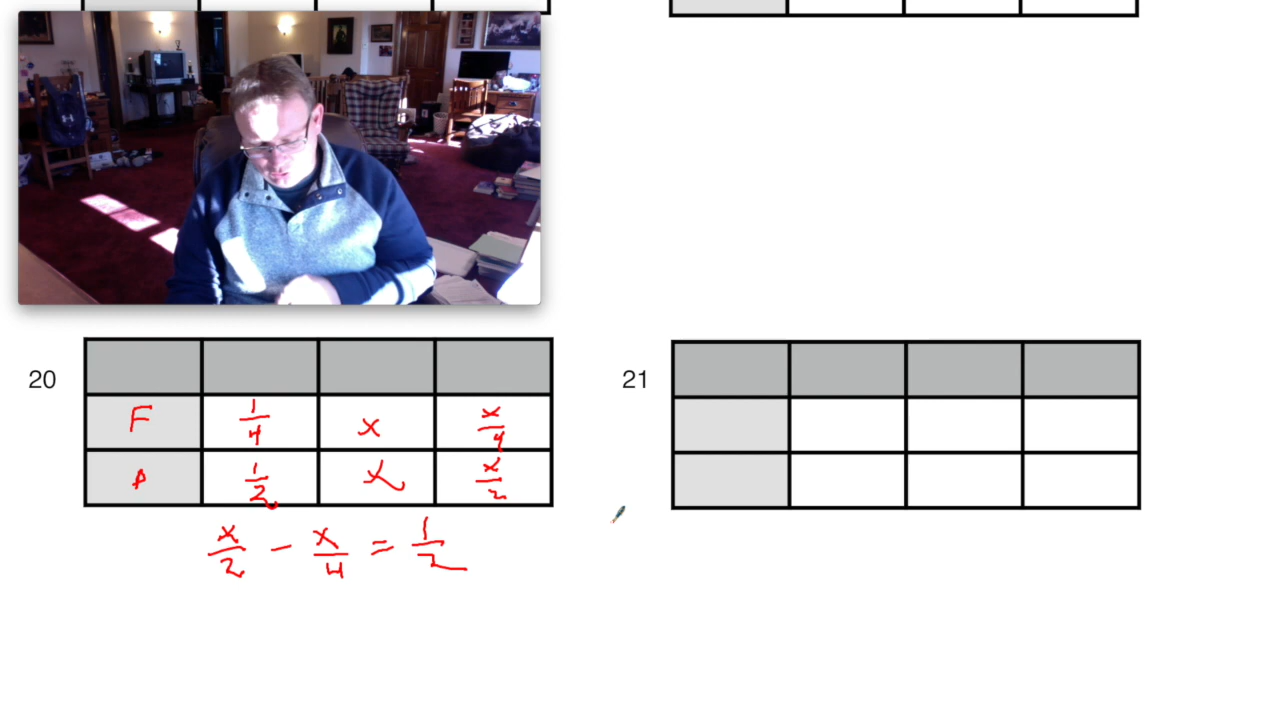 20
21
F 1/4 x x/4
A 1/2 x x/2
x/2 - x/4 = 1/2